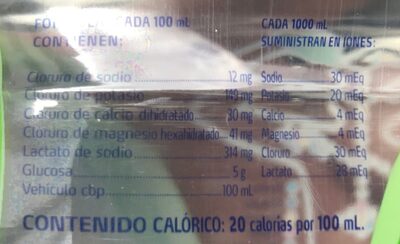 CADA 100 mL CADA 1000 mL
CONTIENEN: SUMINISTRAN EN IONES:
Cloruro de sodio 12 mg Sodio 30 mEq
Cloruro de potasio 149 mg Potasio 20 mEq
Cloruro de calcio dihidratado 30 mg Calcio 4 mEq
Cloruro de magnesio hexahidratado 41 mg Magnesio 4 mEq
Lactato de sodio 314 mg Cloruro 30 mEq
Glucosa 5 g Lactato 28 mEq
Vehículo cbp 100 mL
CONTENIDO CALÓRICO: 20 calorías por 100 mL.